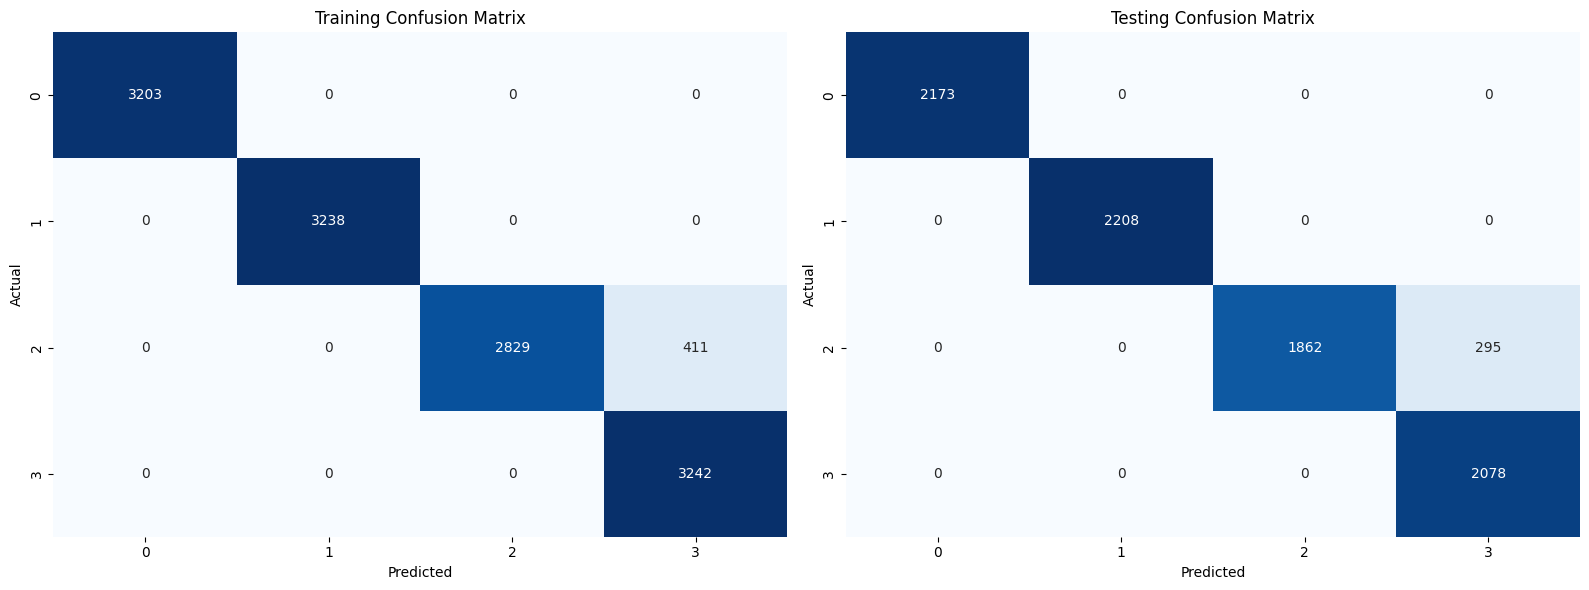 Training Confusion Matrix
Actual
0 3203 0 0 0
1 0 3238 0 0
2 0 0 2829 411
3 0 0 0 3242
0 1 2 3
Predicted
Testing Confusion Matrix
Actual
0 2173 0 0 0
1 0 2208 0 0
2 0 0 1862 295
3 0 0 0 2078
0 1 2 3
Predicted